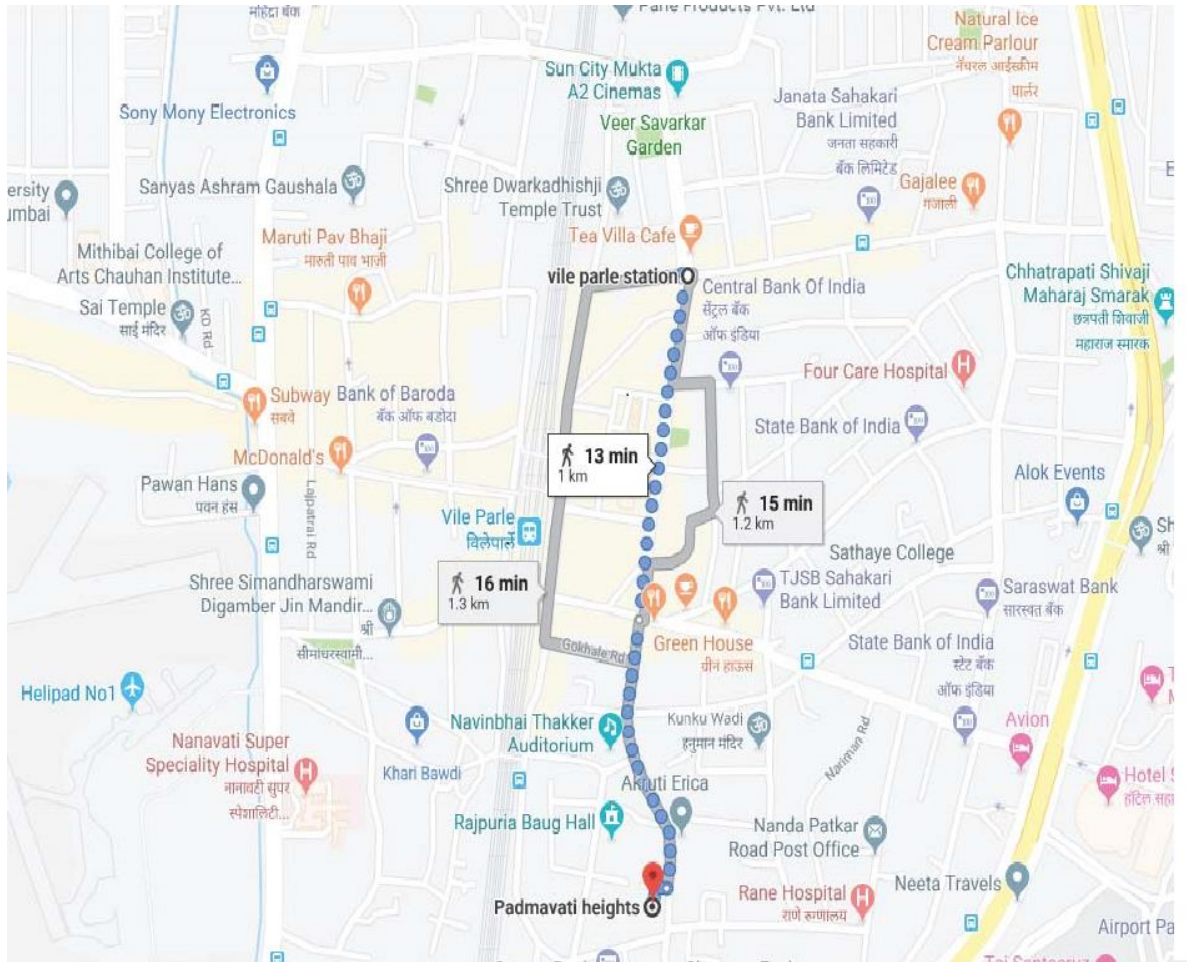 महिंद्रा बैंक
Parle Products Pvt. Ltd
Natural Ice
Cream Parlour
नॅचरल आईस्क्रीम
पार्लर
Sun City Mukta
A2 Cinemas
Sony Mony Electronics
Janata Sahakari
Bank Limited
जनता सहकारी
बँक लिमिटेड
Veer Savarkar
Garden
Sanyas Ashram Gaushala
Shree Dwarkadhishji
Temple Trust
Gajalee
गजाली
ersity
umbai
Maruti Pav Bhaji
मारुती पाव भाजी
Tea Villa Cafe
Mithibai College of
Arts Chauhan Institute...
vile parle station
Central Bank Of India
सेंट्रल बैंक
ऑफ इंडिया
Chhatrapati Shivaji
Maharaj Smarak
छत्रपती शिवाजी
महाराज स्मारक
Sai Temple
साई मंदिर
KD Rd
Four Care Hospital
Subway
सबवे
Bank of Baroda
बैंक ऑफ बडोदा
State Bank of India
McDonald's
13 min
1 km
Alok Events
Pawan Hans
पवन हंस
Lajpatrai Rd
15 min
1.2 km
Vile Parle
विलेपार्ले
Sh
श्री
Sathaye College
Shree Simandharswami
Digamber Jin Mandir...
श्री
सीमाधरस्वामी...
16 min
1.3 km
TJSB Sahakari
Bank Limited
Saraswat Bank
सारस्वत बँक
Gokhale Rd
Green House
ग्रीन हाऊस
State Bank of India
स्टेट बैंक
ऑफ इंडिया
Helipad No1
Navinbhai Thakker
Auditorium
Kunku Wadi
हनुमान मंदिर
Nariman Rd
Avion
Nanavati Super
Speciality Hospital
नानावटी सुपर
स्पेशालिटी...
Khari Bawdi
Akruti Erica
Hotel S
हॉटेल सहा
Rajpuria Baug Hall
Nanda Patkar
Road Post Office
Padmavati heights
Rane Hospital
राणे रुग्णालय
Neeta Travels
Airport Pa